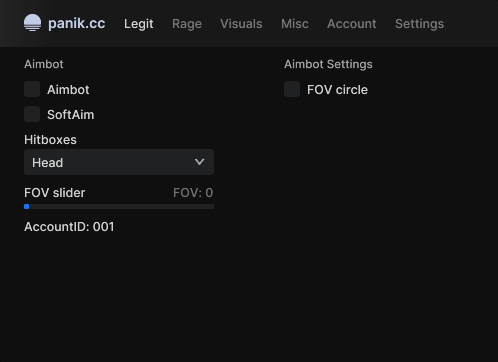 panik.cc Legit Rage Visuals Misc Account Settings
Aimbot
Aimbot
SoftAim
Hitboxes
Head
FOV slider FOV: 0
AccountID: 001
Aimbot Settings
FOV circle